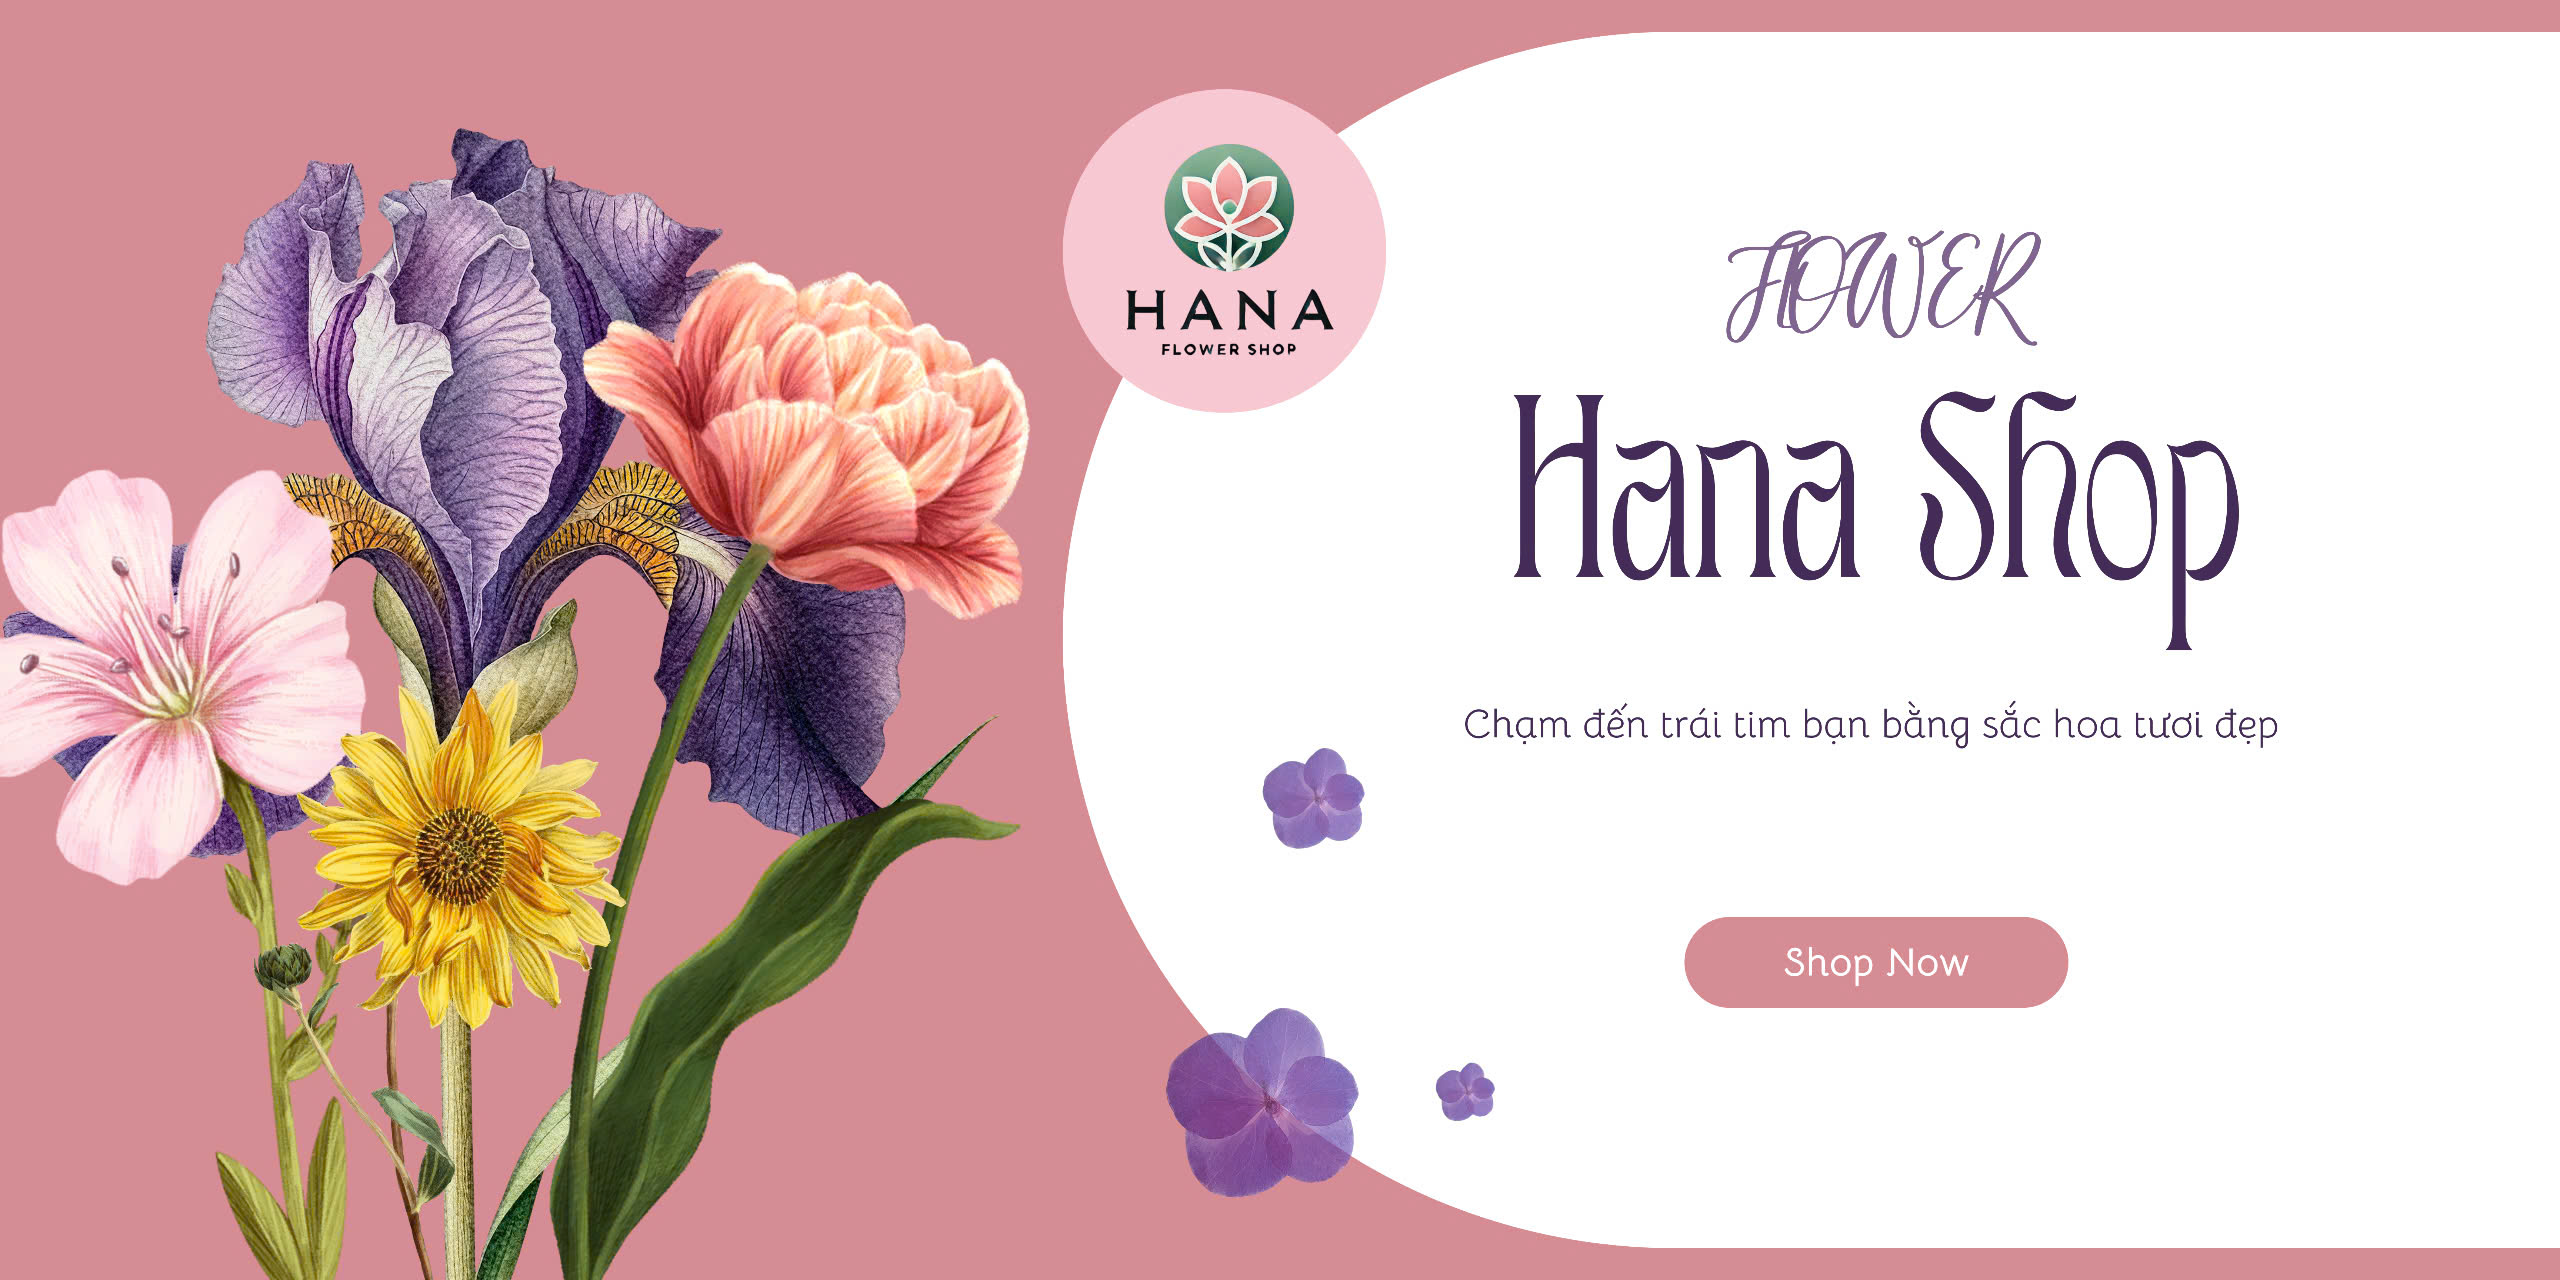 HANA
FLOWER SHOP
FLOWER
Hana Shop
Chạm đến trái tim bạn bằng sắc hoa tươi đẹp
Shop Now